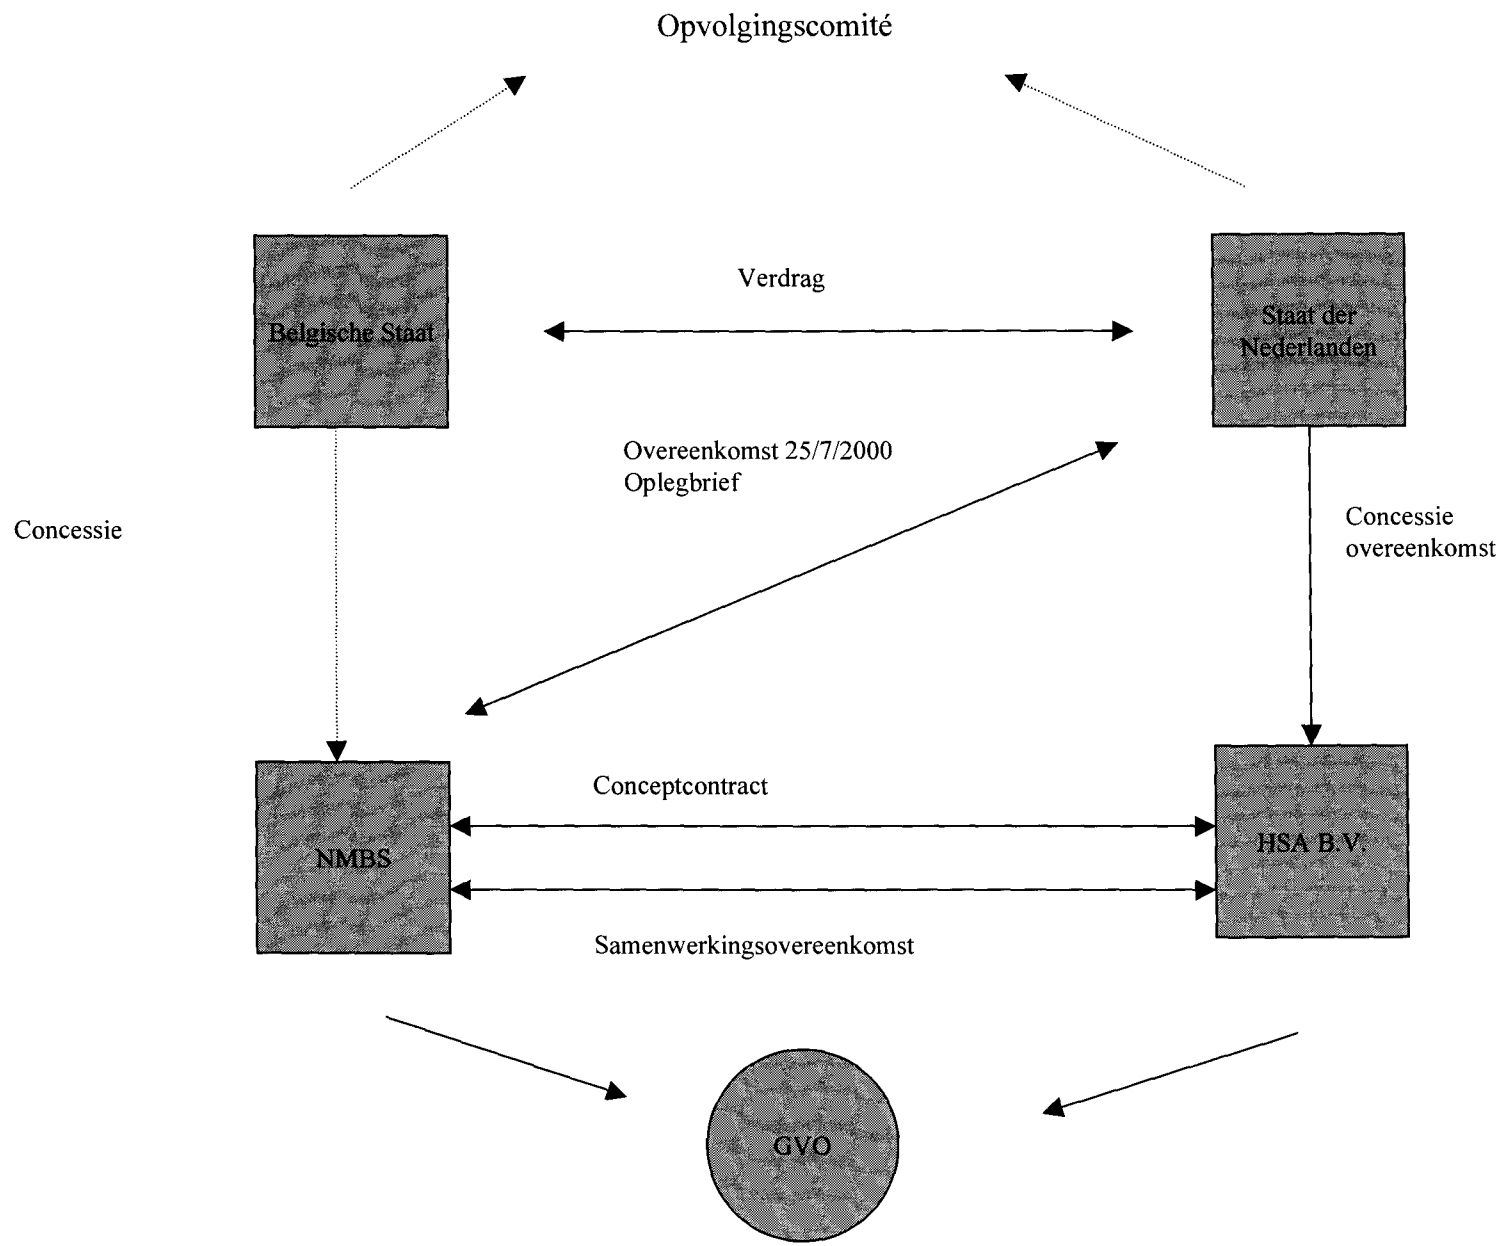 Opvolgingscomité
Verdrag
Belgische Staat
Staat der
Nederlanden
Overeenkomst 25/7/2000
Oplegbrief
Concessie
Concessie
overeenkomst
Conceptcontract
NMBS
HSA B.V.
Samenwerkingsovereenkomst
GVO